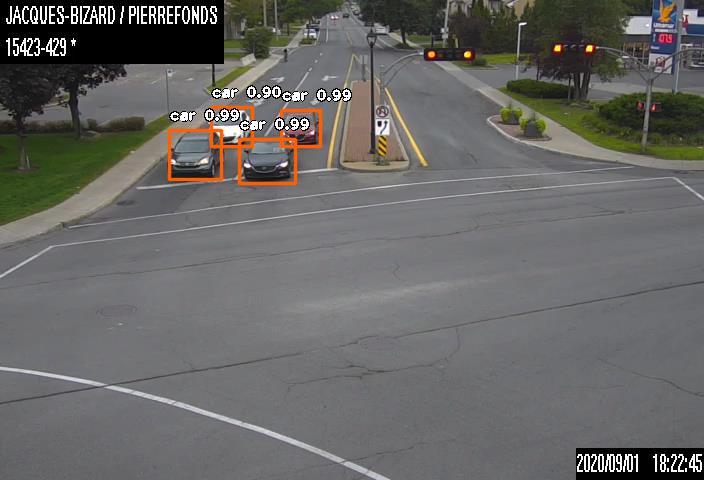 JACQUES-BIZARD / PIERREFONDS
15423-429 *
car 0.90
car 0.99
car 0.99
car 0.99
Ultramar
2020/09/01 18:22:45